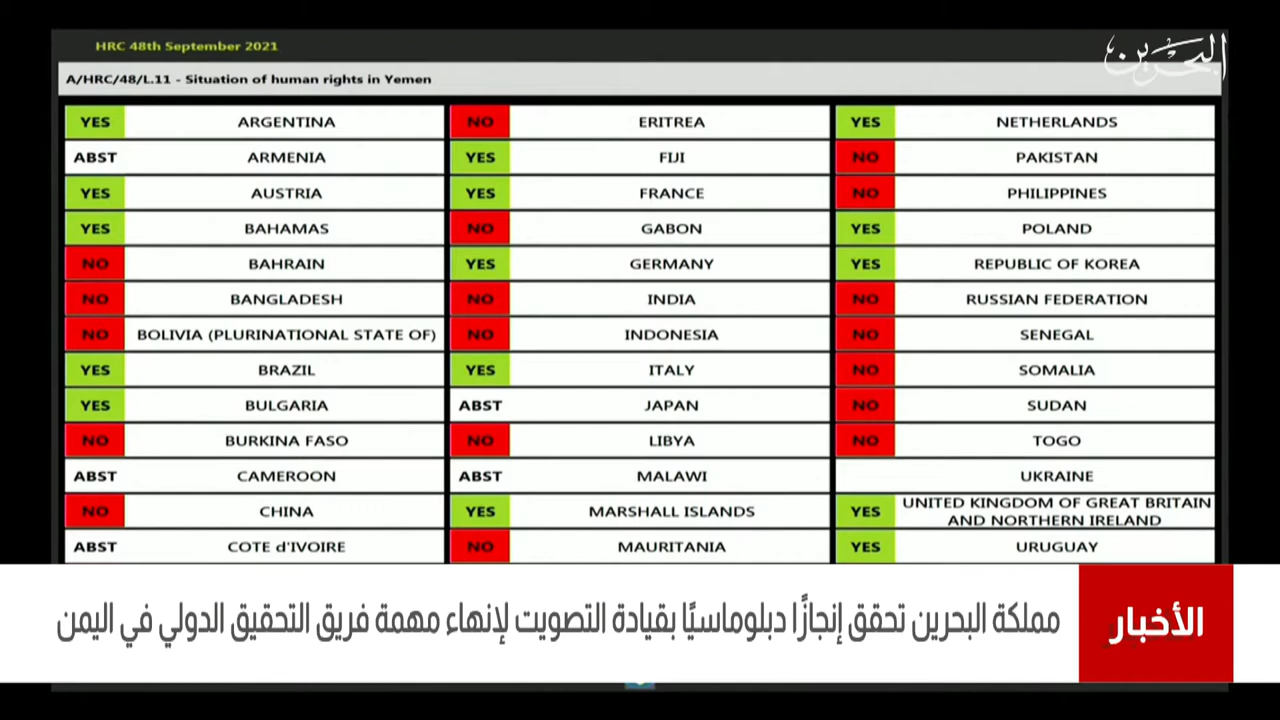 HRC 48th September 2021
البحرين
A/HRC/48/L.11 - Situation of human rights in Yemen
YES ARGENTINA
ABST ARMENIA
YES AUSTRIA
YES BAHAMAS
NO BAHRAIN
NO BANGLADESH
NO BOLIVIA (PLURINATIONAL STATE OF)
YES BRAZIL
YES BULGARIA
NO BURKINA FASO
ABST CAMEROON
NO CHINA
ABST COTE d'IVOIRE
NO ERITREA
YES FIJI
YES FRANCE
NO GABON
YES GERMANY
NO INDIA
NO INDONESIA
YES ITALY
ABST JAPAN
NO LIBYA
ABST MALAWI
YES MARSHALL ISLANDS
NO MAURITANIA
YES NETHERLANDS
NO PAKISTAN
NO PHILIPPINES
YES POLAND
YES REPUBLIC OF KOREA
NO RUSSIAN FEDERATION
NO SENEGAL
NO SOMALIA
NO SUDAN
NO TOGO
UKRAINE
YES UNITED KINGDOM OF GREAT BRITAIN
AND NORTHERN IRELAND
YES URUGUAY
الأخبار
مملكة البحرين تحقق إنجازًا دبلوماسيًا بقيادة التصويت لإنهاء مهمة فريق التحقيق الدولي في اليمن